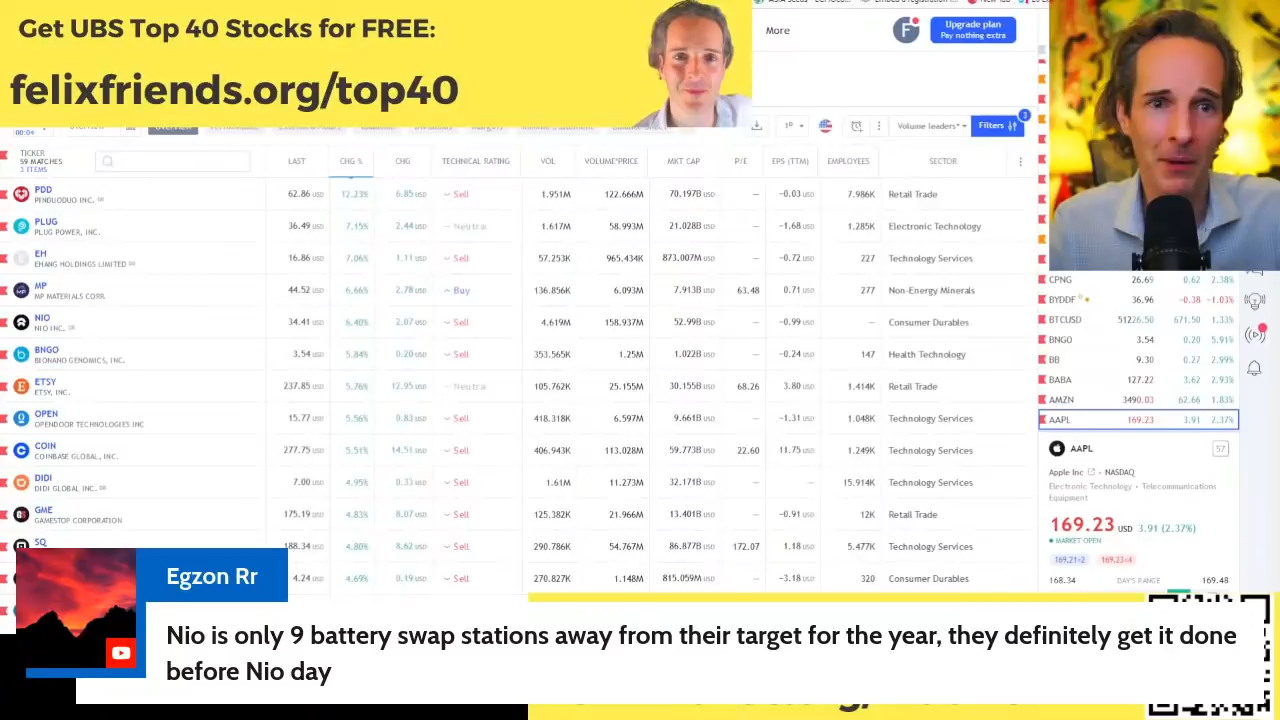 Get UBS Top 40 Stocks for FREE:
felixfriends.org/top40
More
F
Upgrade plan
Pay nothing extra
1D
Volume leaders*
Filters
3
TICKER
59 MATCHES
3 ITEMS
LAST CHG % CHG TECHNICAL RATING VOL VOLUME*PRICE MKT CAP P/E EPS (TTM) EMPLOYEES SECTOR
PDD 62.86 USD 12.23% 6.85 USD Sell 1.951M 122.666M 70.197B USD — −0.03 USD 7.986K Retail Trade
PINDUODUO INC.
PLUG 36.49 USD 7.15% 2.44 USD Neutral 1.617M 58.993M 21.028B USD — −1.68 USD 1.285K Electronic Technology
PLUG POWER, INC.
EH 16.86 USD 7.06% 1.11 USD Sell 57.253K 965.434K 873.007M USD — −0.72 USD 227 Technology Services
EHANG HOLDINGS LIMITED
MP 44.52 USD 6.66% 2.78 USD Buy 136.856K 6.093M 7.913B USD 63.48 0.71 USD 277 Non-Energy Minerals
MP MATERIALS CORP.
NIO 34.41 USD 6.40% 2.07 USD Sell 4.619M 158.937M 52.99B USD — −0.99 USD — Consumer Durables
NIO INC.
BNGO 3.54 USD 5.84% 0.20 USD Sell 353.565K 1.25M 1.022B USD — −0.24 USD 147 Health Technology
BIONANO GENOMICS, INC.
ETSY 237.85 USD 5.76% 12.95 USD Neutral 105.762K 25.155M 30.155B USD 68.26 3.80 USD 1.414K Retail Trade
ETSY, INC.
OPEN 15.77 USD 5.56% 0.83 USD Sell 418.318K 6.597M 9.661B USD — −1.31 USD 1.048K Technology Services
OPENDOOR TECHNOLOGIES INC
COIN 277.75 USD 5.51% 14.51 USD Sell 406.943K 113.028M 59.773B USD 22.60 11.75 USD 1.249K Technology Services
COINBASE GLOBAL, INC.
DIDI 7.00 USD 4.95% 0.33 USD Sell 1.61M 11.273M 32.171B USD — — 15.914K Technology Services
DIDI GLOBAL INC.
GME 175.19 USD 4.83% 8.07 USD Sell 125.382K 21.966M 13.401B USD — −0.91 USD 12K Retail Trade
GAMESTOP CORPORATION
SQ 188.34 USD 4.80% 8.62 USD Sell 290.786K 54.767M 86.877B USD 172.07 1.18 USD 5.477K Technology Services
4.24 USD 4.69% 0.19 USD Sell 270.827K 1.148M 815.059M USD — −3.18 USD 320 Consumer Durables
CPNG 26.69 0.62 2.38%
BYDDF 36.96 −0.38 −1.03%
BTCUSD 51226.50 671.50 1.33%
BNGO 3.54 0.20 5.91%
BB 9.30 0.27 2.99%
BABA 127.22 3.62 2.93%
AMZN 3490.03 62.66 1.83%
AAPL 169.23 3.91 2.37%
AAPL
57
Apple Inc • NASDAQ
Electronic Technology • Telecommunications
Equipment
169.23 USD 3.91 (2.37%)
MARKET OPEN
169.21×2 169.23×4
168.34 DAY'S RANGE 169.48
Egzon Rr
Nio is only 9 battery swap stations away from their target for the year, they definitely get it done
before Nio day